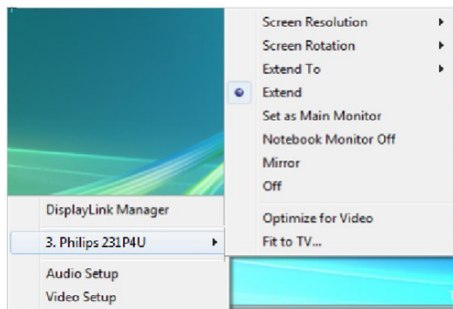 Screen Resolution
Screen Rotation
Extend To
Extend
Set as Main Monitor
Notebook Monitor Off
Mirror
Off
Optimize for Video
Fit to TV...
DisplayLink Manager
3. Philips 231P4U
Audio Setup
Video Setup